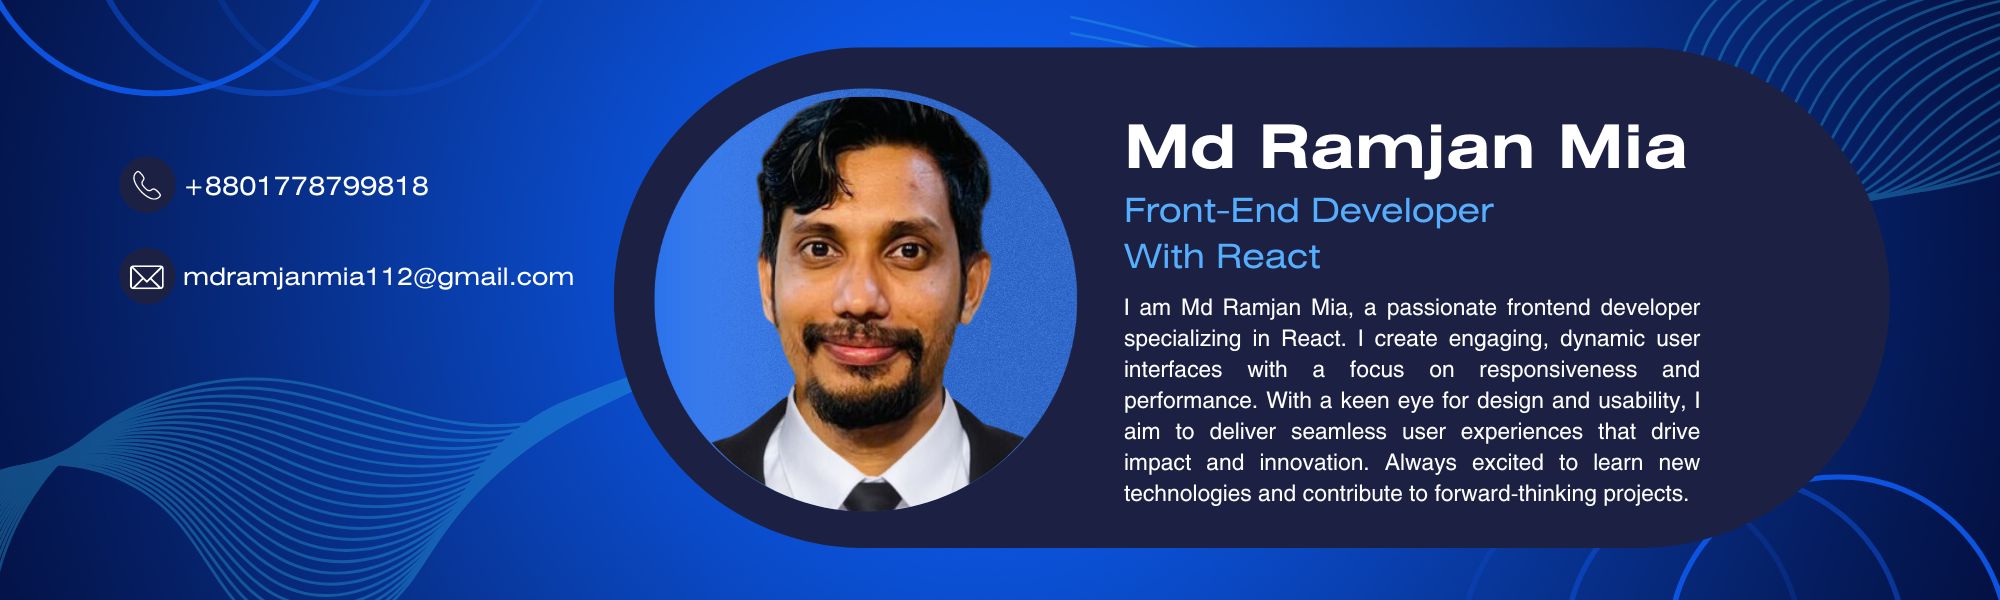 +8801778799818
mdramjanmia112@gmail.com
Md Ramjan Mia
Front-End Developer
With React
I am Md Ramjan Mia, a passionate frontend developer
specializing in React. I create engaging, dynamic user
interfaces with a focus on responsiveness and
performance. With a keen eye for design and usability, I
aim to deliver seamless user experiences that drive
impact and innovation. Always excited to learn new
technologies and contribute to forward-thinking projects.